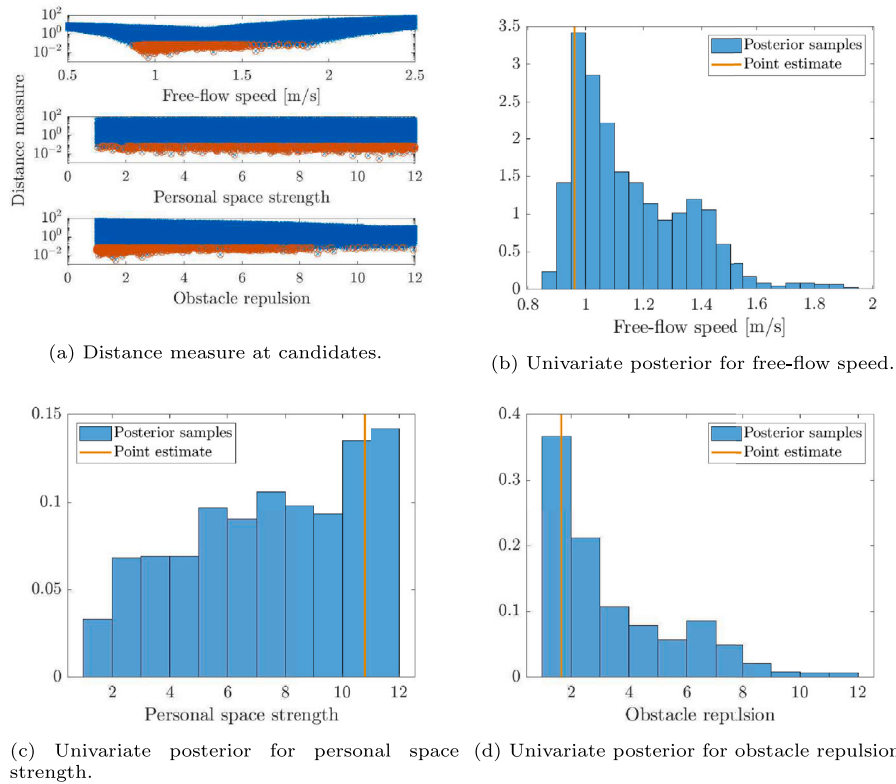 Distance measure
10^2
10^0
10^-2
0.5 1 1.5 2 2.5
Free-flow speed [m/s]
10^2
10^0
10^-2
0 2 4 6 8 10 12
Personal space strength
10^2
10^0
10^-2
0 2 4 6 8 10 12
Obstacle repulsion
(a) Distance measure at candidates.
3.5
3
2.5
2
1.5
1
0.5
0
Posterior samples
Point estimate
0.8 1 1.2 1.4 1.6 1.8 2
Free-flow speed [m/s]
(b) Univariate posterior for free-flow speed.
0.15
0.1
0.05
0
Posterior samples
Point estimate
2 4 6 8 10 12
Personal space strength
(c) Univariate posterior for personal space
strength.
0.4
0.3
0.2
0.1
0
Posterior samples
Point estimate
2 4 6 8 10 12
Obstacle repulsion
(d) Univariate posterior for obstacle repulsion